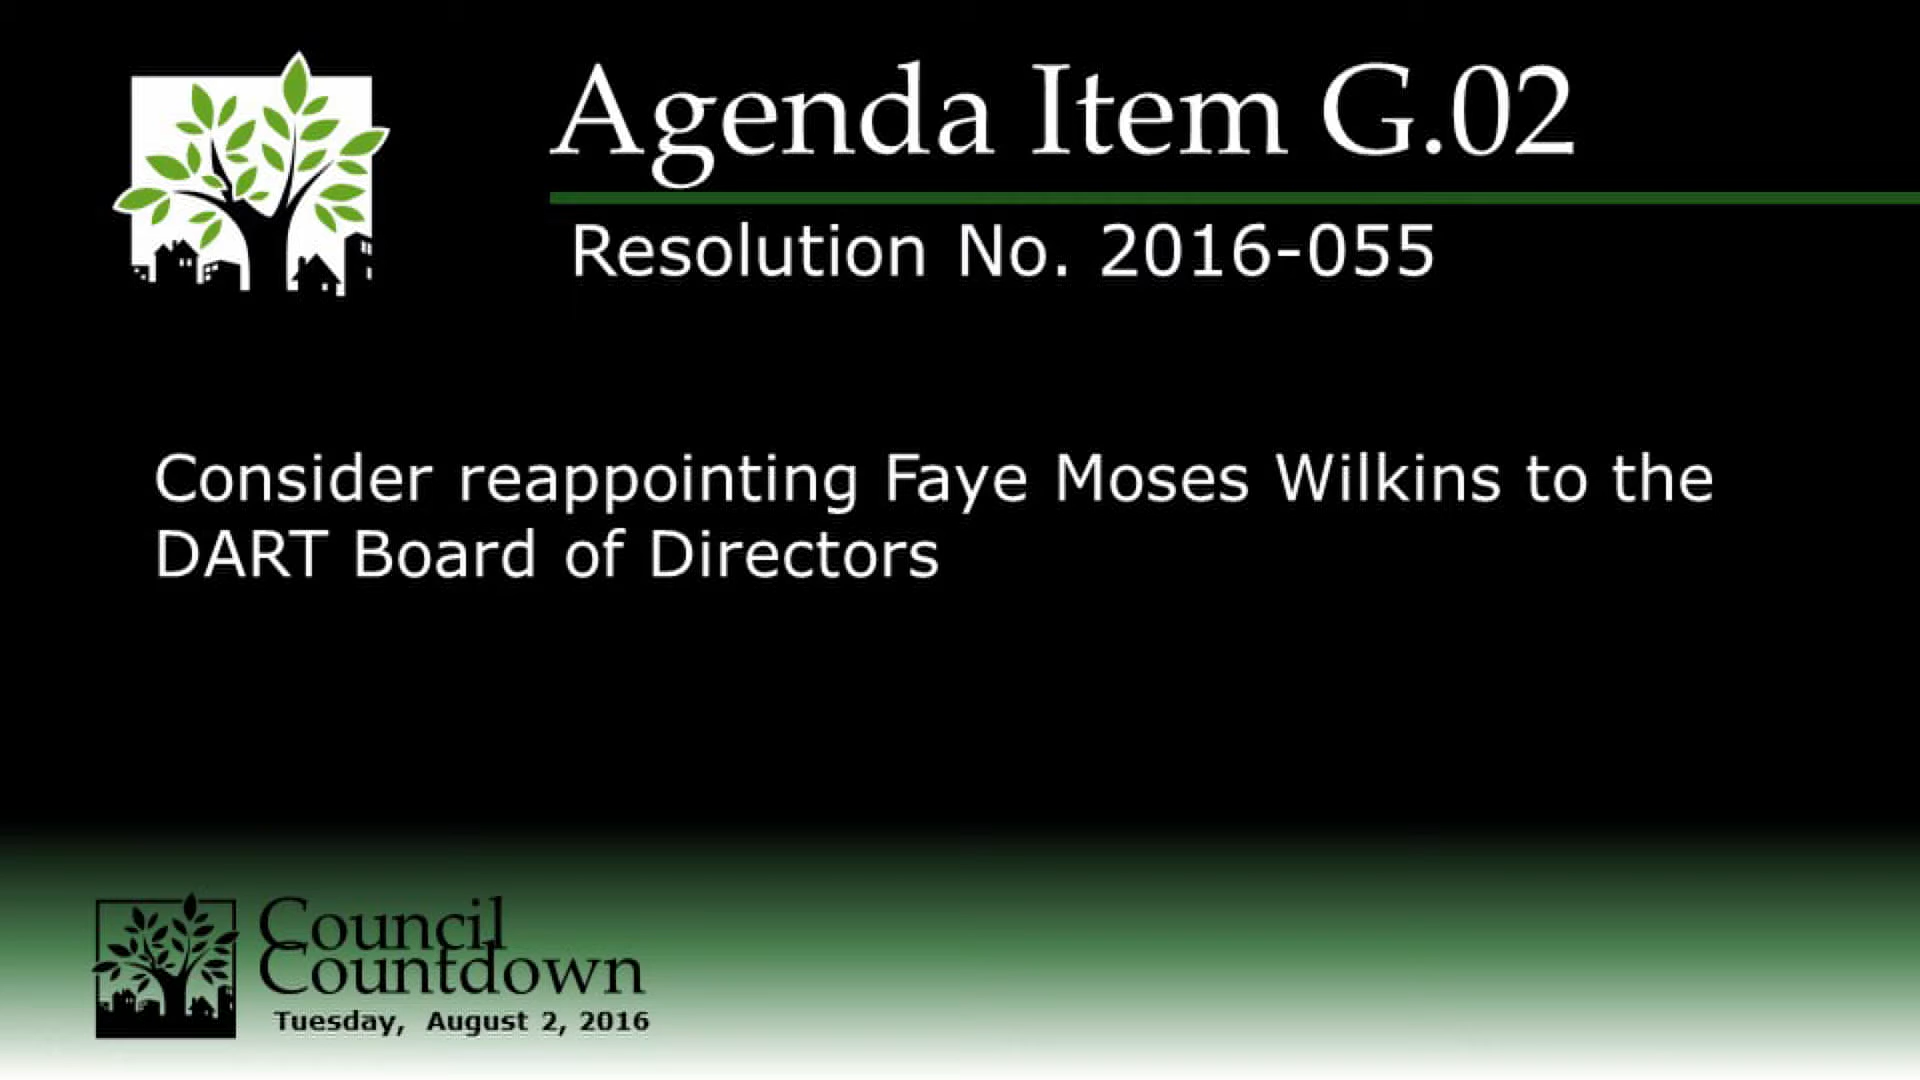 Agenda Item G.02
Resolution No. 2016-055
Consider reappointing Faye Moses Wilkins to the
DART Board of Directors
Council
Countdown
Tuesday, August 2, 2016